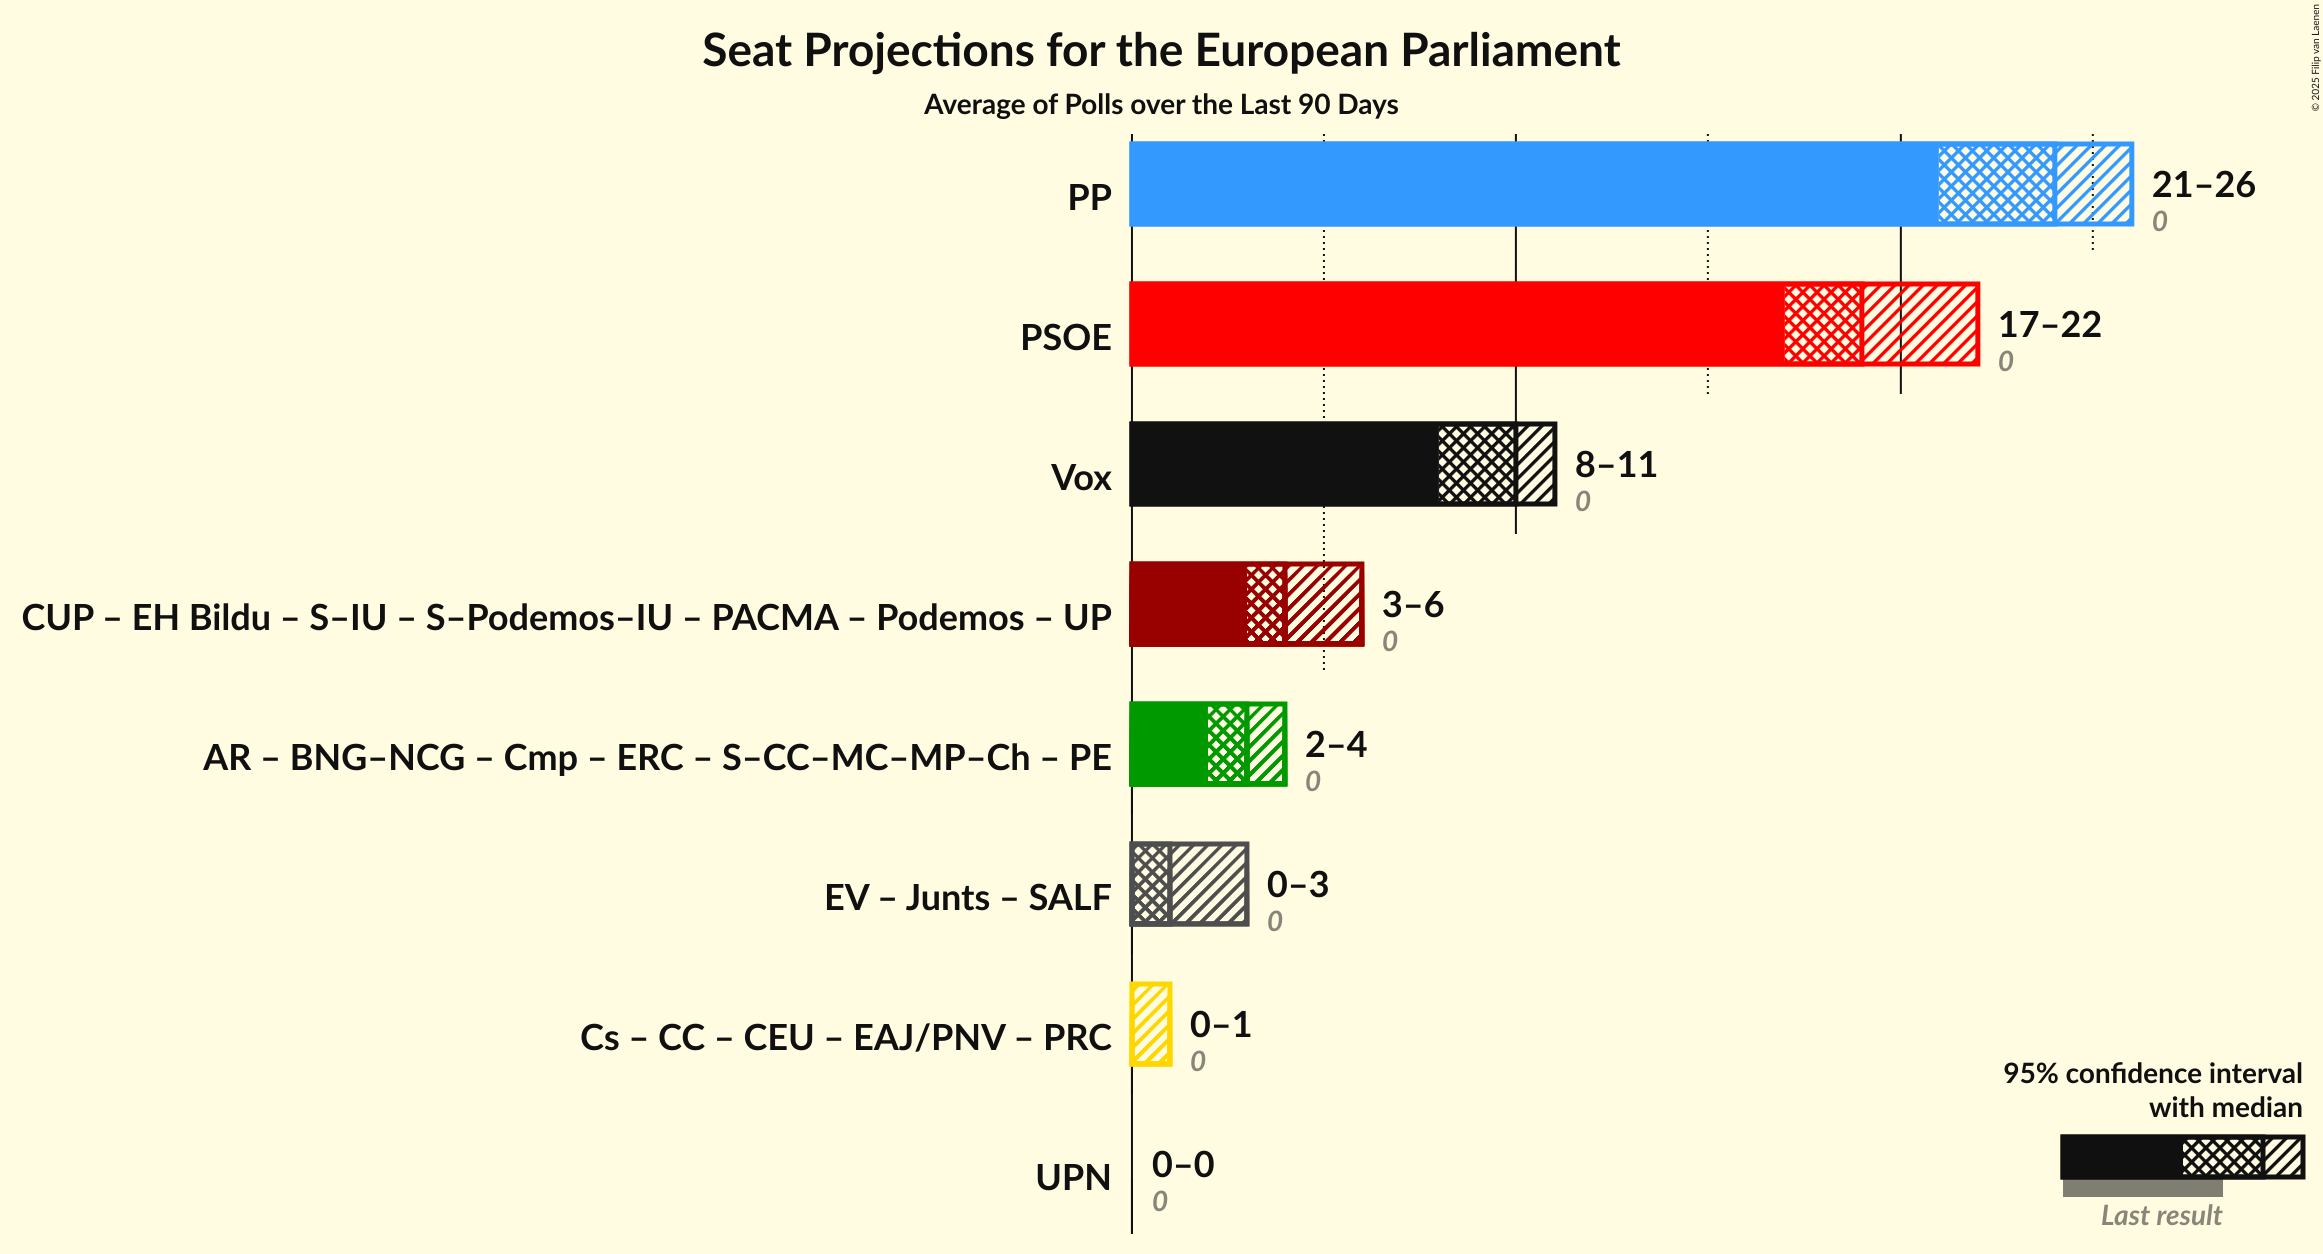 Seat Projections for the European Parliament
Average of Polls over the Last 90 Days
© 2025 Filip van Laenen
PP
21–26
0
PSOE
17–22
0
Vox
8–11
0
CUP – EH Bildu – S–IU – S–Podemos–IU – PACMA – Podemos – UP
3–6
0
AR – BNG–NCG – Cmp – ERC – S–CC–MC–MP–Ch – PE
2–4
0
EV – Junts – SALF
0–3
0
Cs – CC – CEU – EAJ/PNV – PRC
0–1
0
UPN
0–0
0
95% confidence interval
with median
Last result